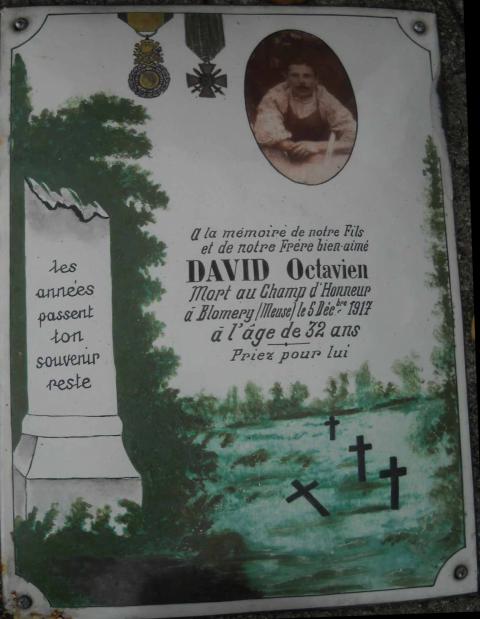 les
années
passent
ton
souvenir
reste
A la mémoire de notre Fils
et de notre Frère bien-aimé
DAVID Octavien
Mort au Champ d'Honneur
à Blomery (Meuse) le 5 Déc.bre 1917
à l'âge de 32 ans
Priez pour lui